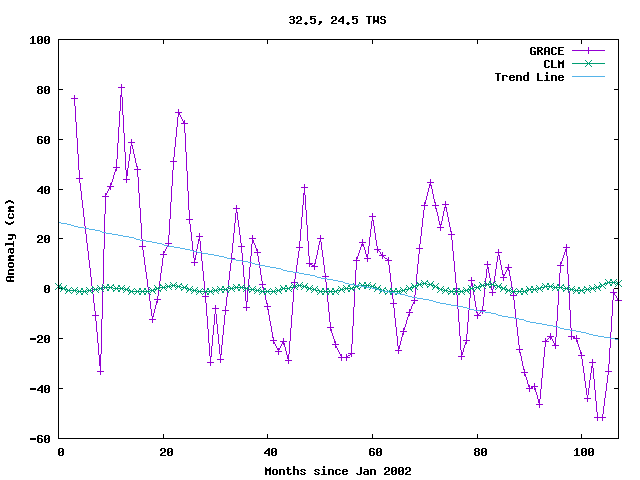 32.5, 24.5 TWS
GRACE
CLM
Trend Line
100
80
60
40
20
0
-20
-40
-60
Anomaly (cm)
0 20 40 60 80 100
Months since Jan 2002